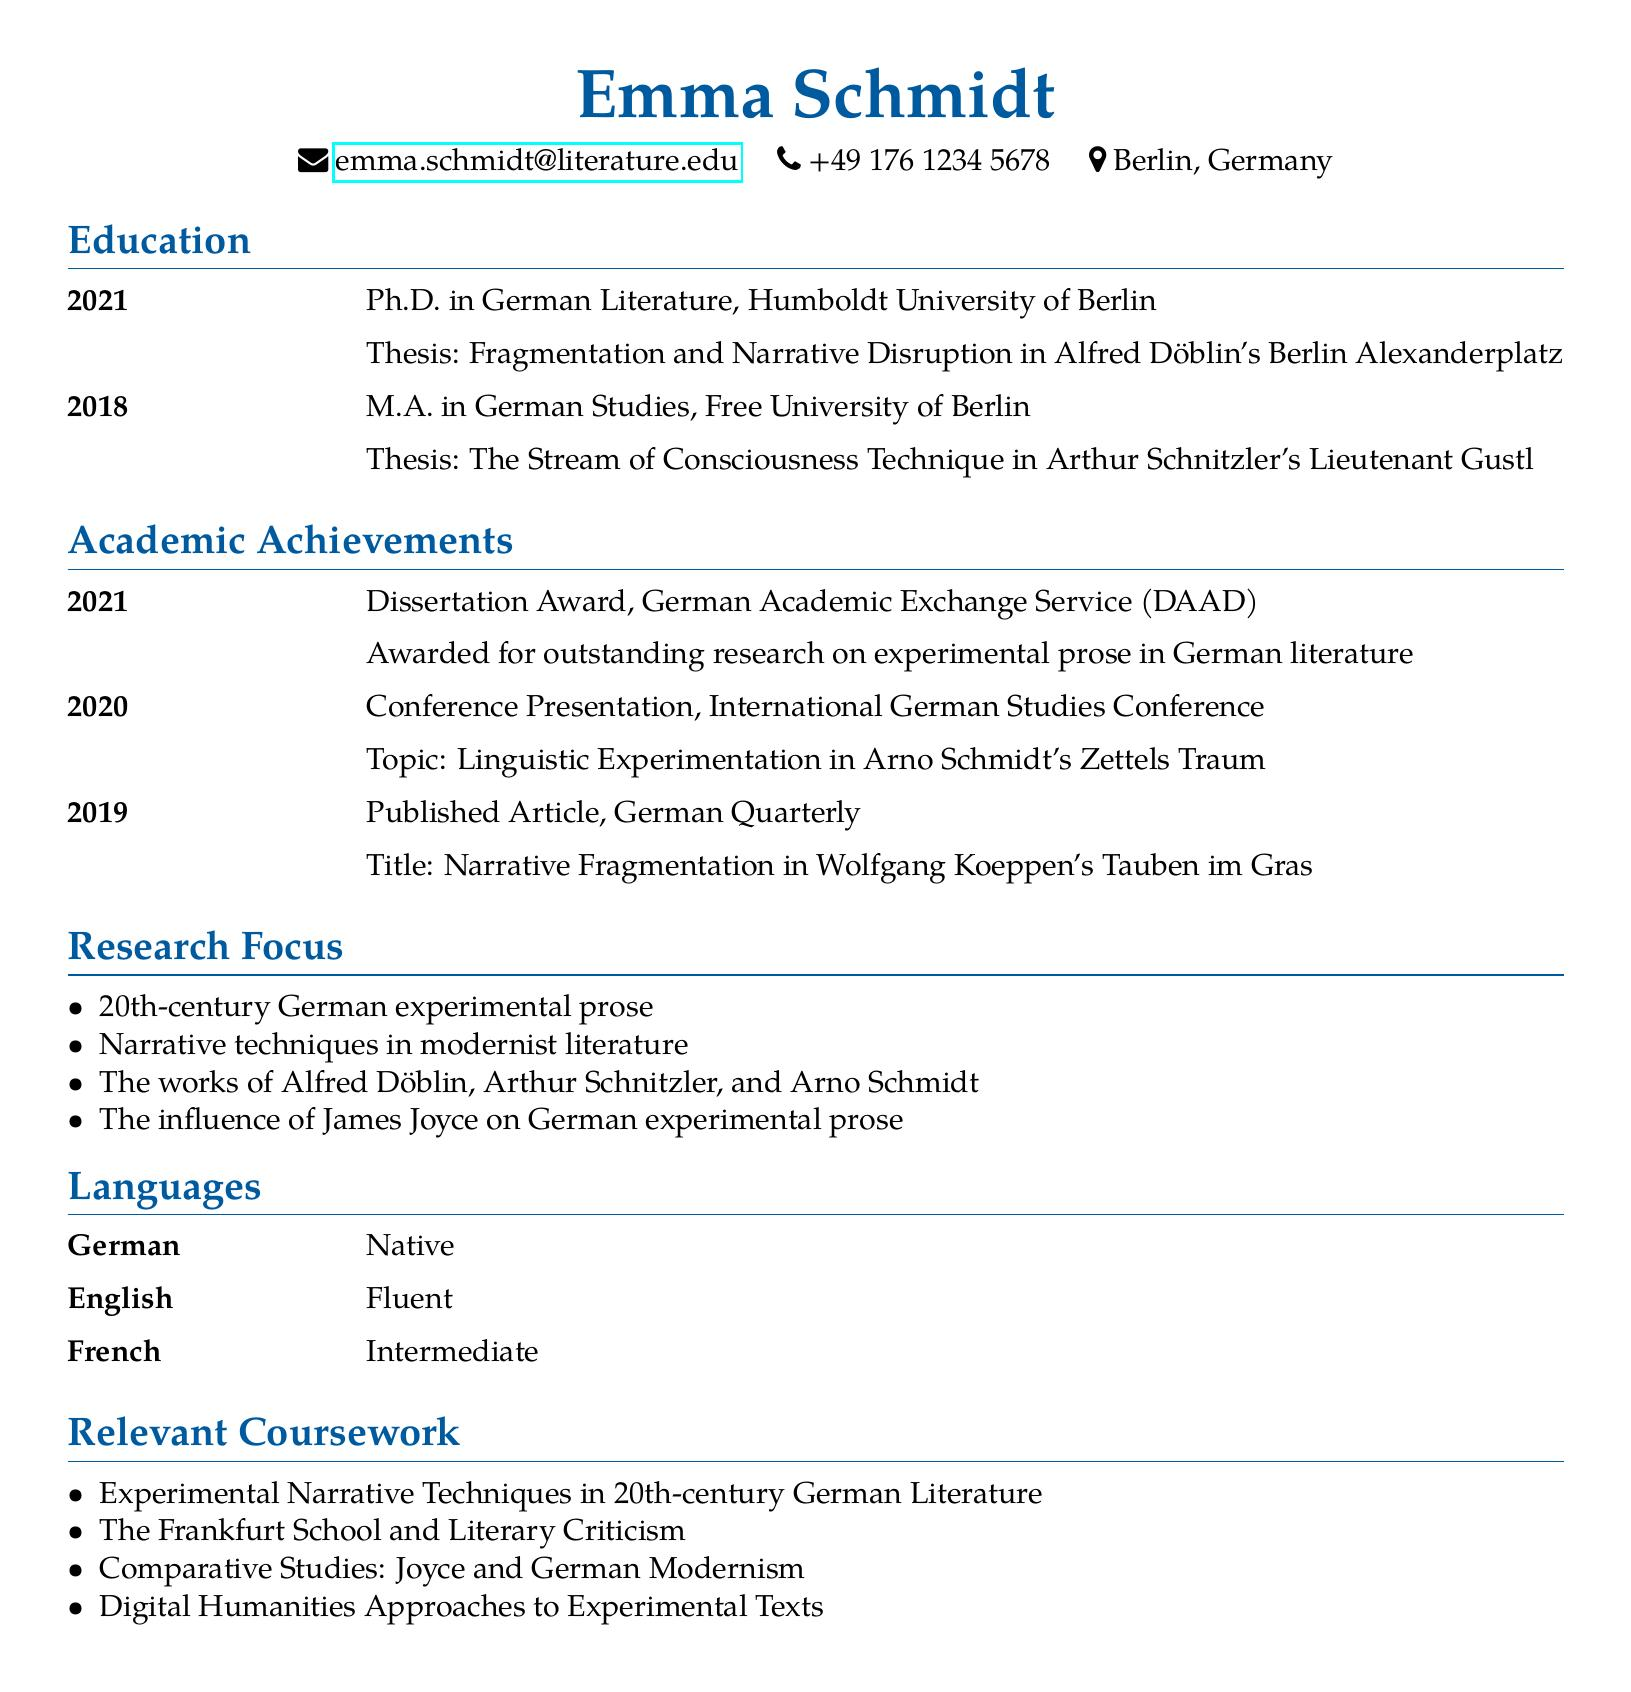 Emma Schmidt
emma.schmidt@literature.edu +49 176 1234 5678 Berlin, Germany
Education
2021 Ph.D. in German Literature, Humboldt University of Berlin
Thesis: Fragmentation and Narrative Disruption in Alfred Döblin's Berlin Alexanderplatz
2018 M.A. in German Studies, Free University of Berlin
Thesis: The Stream of Consciousness Technique in Arthur Schnitzler's Lieutenant Gustl
Academic Achievements
2021 Dissertation Award, German Academic Exchange Service (DAAD)
Awarded for outstanding research on experimental prose in German literature
2020 Conference Presentation, International German Studies Conference
Topic: Linguistic Experimentation in Arno Schmidt's Zettels Traum
2019 Published Article, German Quarterly
Title: Narrative Fragmentation in Wolfgang Koeppen's Tauben im Gras
Research Focus
• 20th-century German experimental prose
• Narrative techniques in modernist literature
• The works of Alfred Döblin, Arthur Schnitzler, and Arno Schmidt
• The influence of James Joyce on German experimental prose
Languages
German Native
English Fluent
French Intermediate
Relevant Coursework
• Experimental Narrative Techniques in 20th-century German Literature
• The Frankfurt School and Literary Criticism
• Comparative Studies: Joyce and German Modernism
• Digital Humanities Approaches to Experimental Texts